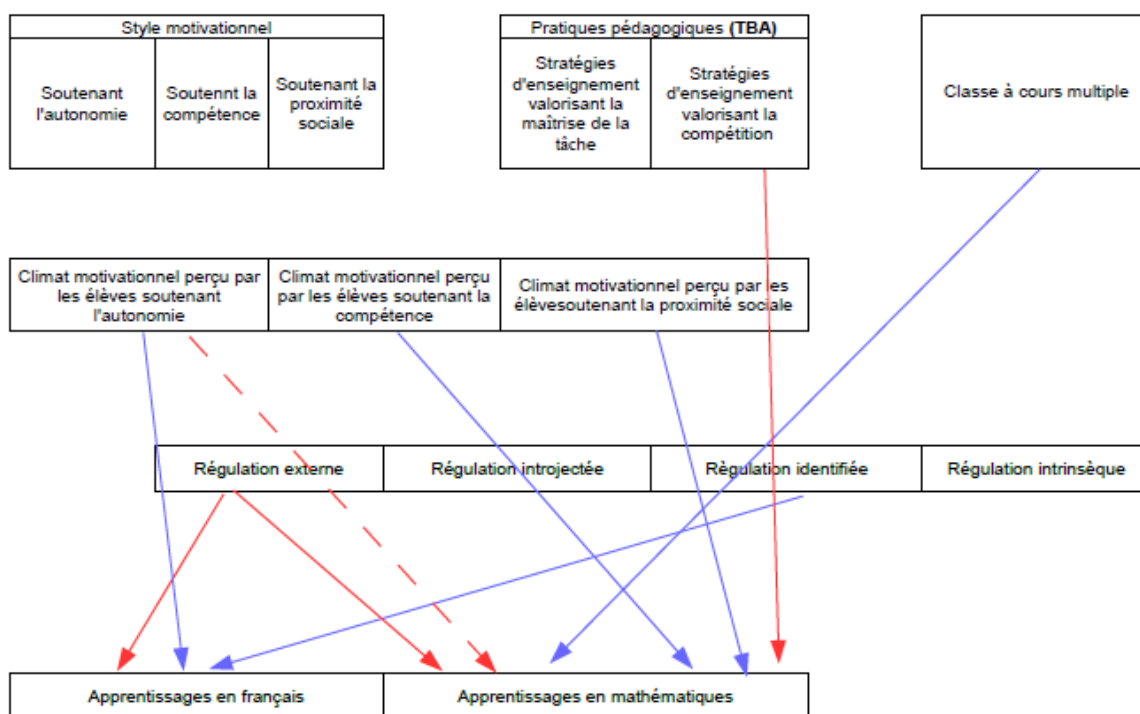 Style motivationnel
Soutenant
l'autonomie
Soutennt la
compétence
Soutenant la
proximité
sociale
Pratiques pédagogiques (TBA)
Stratégies
d'enseignement
valorisant la
maîtrise de la
tâche
Stratégies
d'enseignement
valorisant la
compétition
Classe à cours multiple
Climat motivationnel perçu par
les élèves soutenant
l'autonomie
Climat motivationnel perçu
par les élèves soutenant la
compétence
Climat motivationnel perçu par les
élèvesoutenant la proximité sociale
Régulation externe
Régulation introjectée
Règulation identifiée
Régulation intrinsèque
Apprentissages en français
Apprentissages en mathématiques